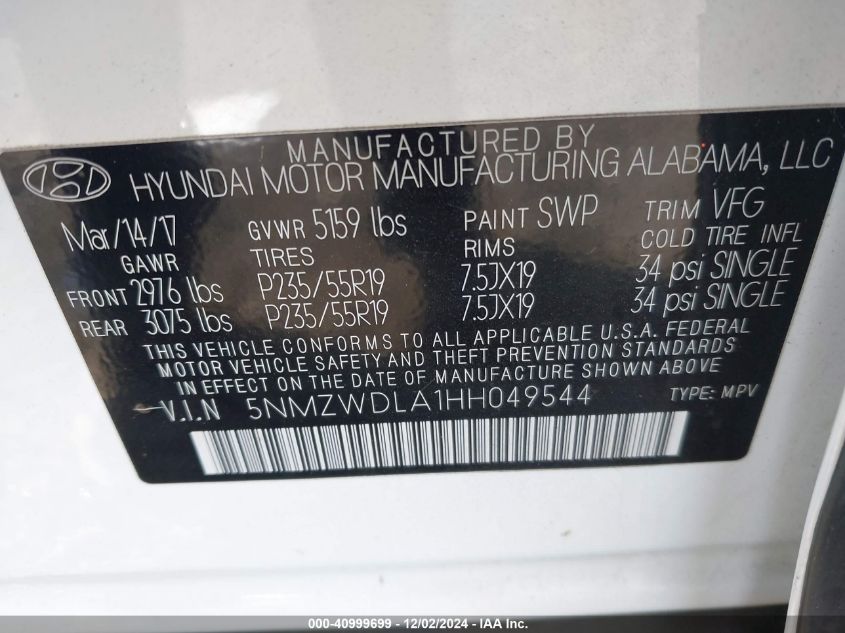 MANUFACTURED BY
HYUNDAI MOTOR MANUFACTURING ALABAMA, LLC
Mar/14/17 GVWR 5159 lbs PAINT SWP TRIM VFG
GAWR TIRES RIMS COLD TIRE INFL
FRONT 2976 lbs P235/55R19 7.5JX19 34 psi SINGLE
REAR 3075 lbs P235/55R19 7.5JX19 34 psi SINGLE
THIS VEHICLE CONFORMS TO ALL APPLICABLE U.S.A. FEDERAL
MOTOR VEHICLE SAFETY AND THEFT PREVENTION STANDARDS
IN EFFECT ON THE DATE OF MANUFACTURE SHOWN ABOVE
V.I.N 5NMZWDLA1HH049544 TYPE: MPV
000-40999699 - 12/02/2024 - IAA Inc.